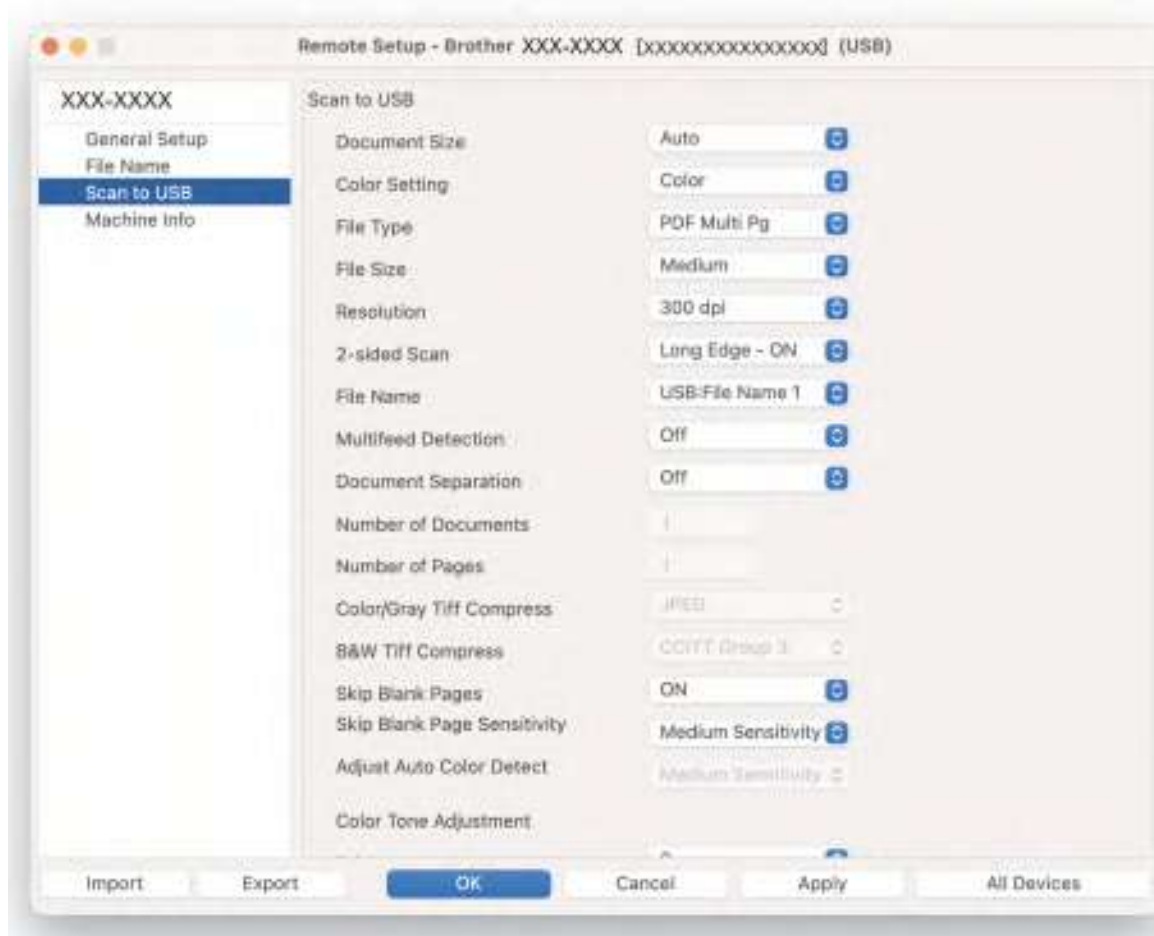 Remote Setup - Brother XXX-XXXX [XXXXXXXXXXXXXXX] (USB)
XXX-XXXX
General Setup
File Name
Scan to USB
Machine Info
Scan to USB
Document Size Auto
Color Setting Color
File Type PDF Multi Pg
File Size Medium
Resolution 300 dpi
2-sided Scan Long Edge - ON
File Name USB:File Name 1
Multifeed Detection Off
Document Separation Off
Number of Documents 1
Number of Pages 1
Color/Gray Tiff Compress JPEG
B&W Tiff Compress CCITT Group 3
Skip Blank Pages ON
Skip Blank Page Sensitivity Medium Sensitivity
Adjust Auto Color Detect Medium Sensitivity
Color Tone Adjustment
Import Export OK Cancel Apply All Devices